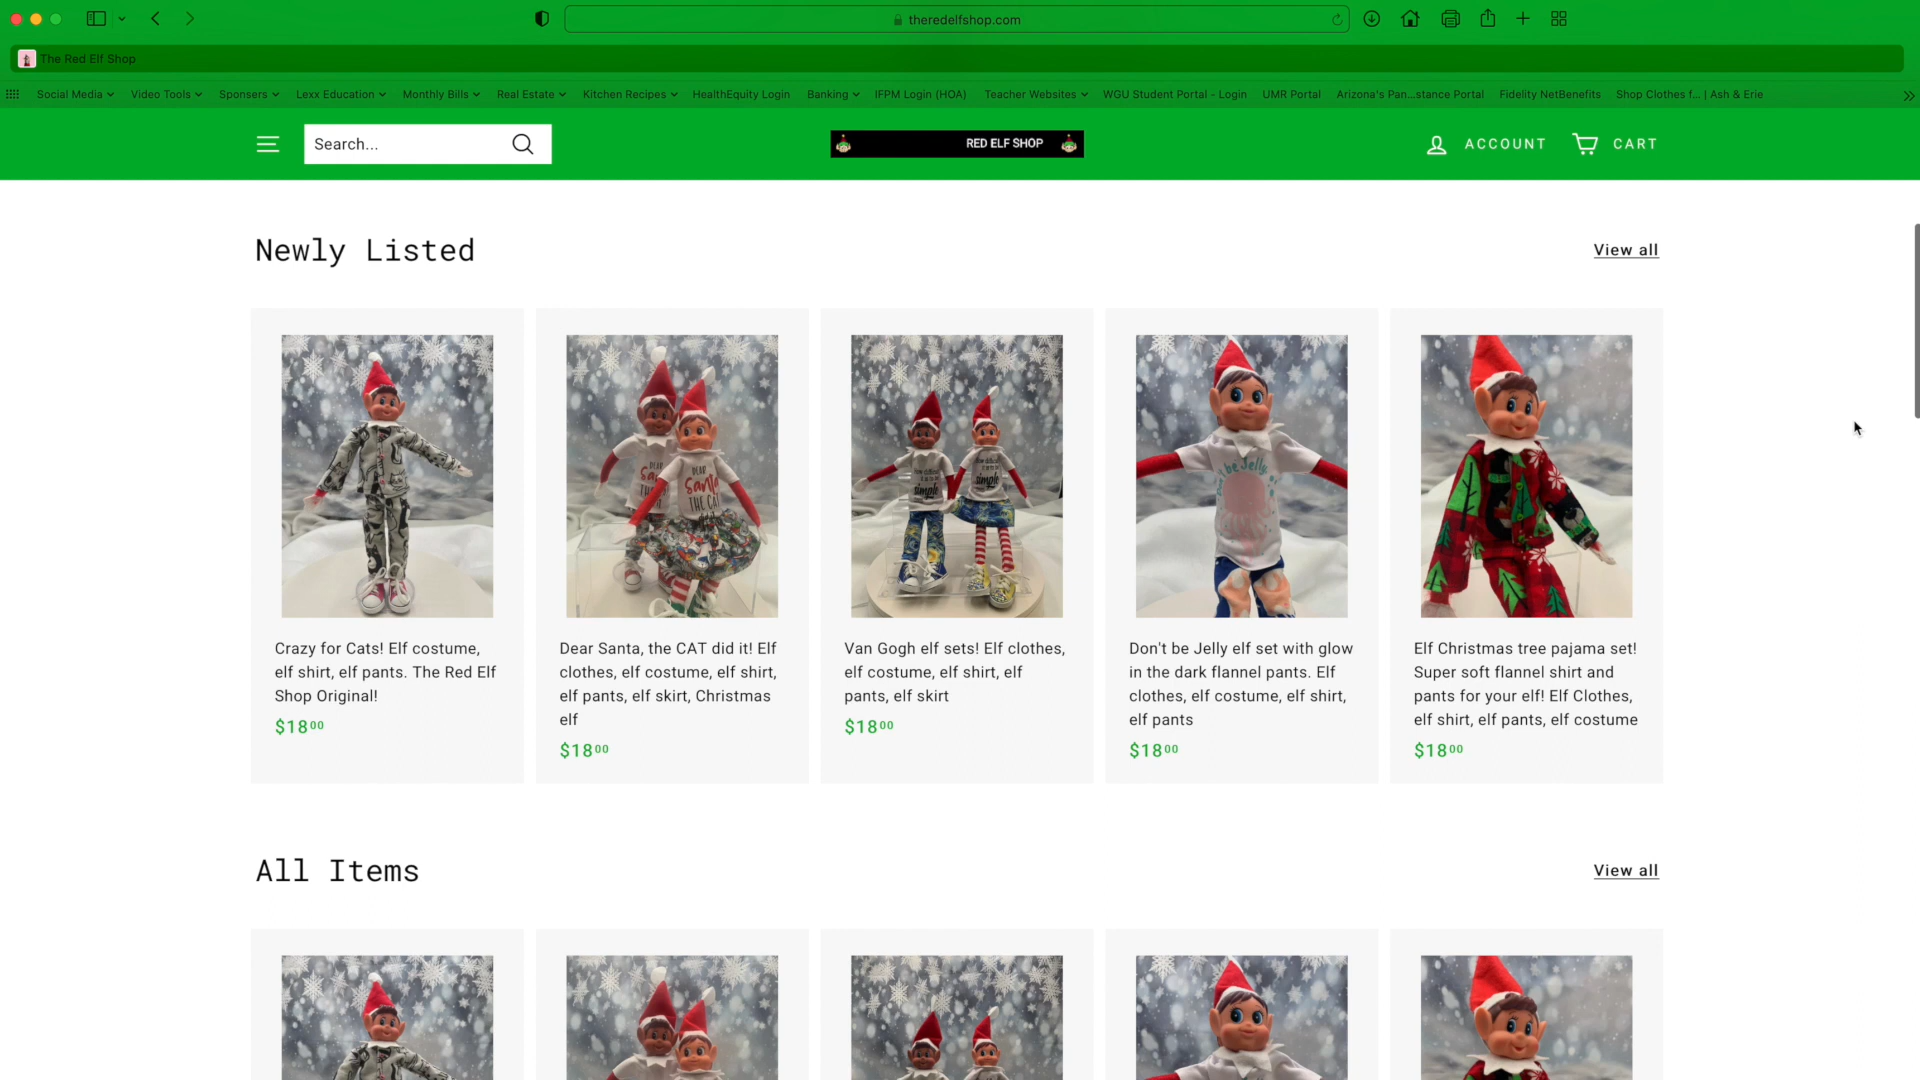 theredelfshop.com
The Red Elf Shop
Social Media Video Tools Sponsers Lexx Education Monthly Bills Real Estate Kitchen Recipes HealthEquity Login Banking IFPM Login (HOA) Teacher Websites WGU Student Portal - Login UMR Portal Arizona's Pan...stance Portal Fidelity NetBenefits Shop Clothes f... | Ash & Erie
Search...
RED ELF SHOP
ACCOUNT
CART
Newly Listed
View all
DEAR
Santa
THE CAT
simple
simple
be Jelly
Crazy for Cats! Elf costume,
elf shirt, elf pants. The Red Elf
Shop Original!
$18.00
Dear Santa, the CAT did it! Elf
clothes, elf costume, elf shirt,
elf pants, elf skirt, Christmas
elf
$18.00
Van Gogh elf sets! Elf clothes,
elf costume, elf shirt, elf
pants, elf skirt
$18.00
Don't be Jelly elf set with glow
in the dark flannel pants. Elf
clothes, elf costume, elf shirt,
elf pants
$18.00
Elf Christmas tree pajama set!
Super soft flannel shirt and
pants for your elf! Elf Clothes,
elf shirt, elf pants, elf costume
$18.00
All Items
View all